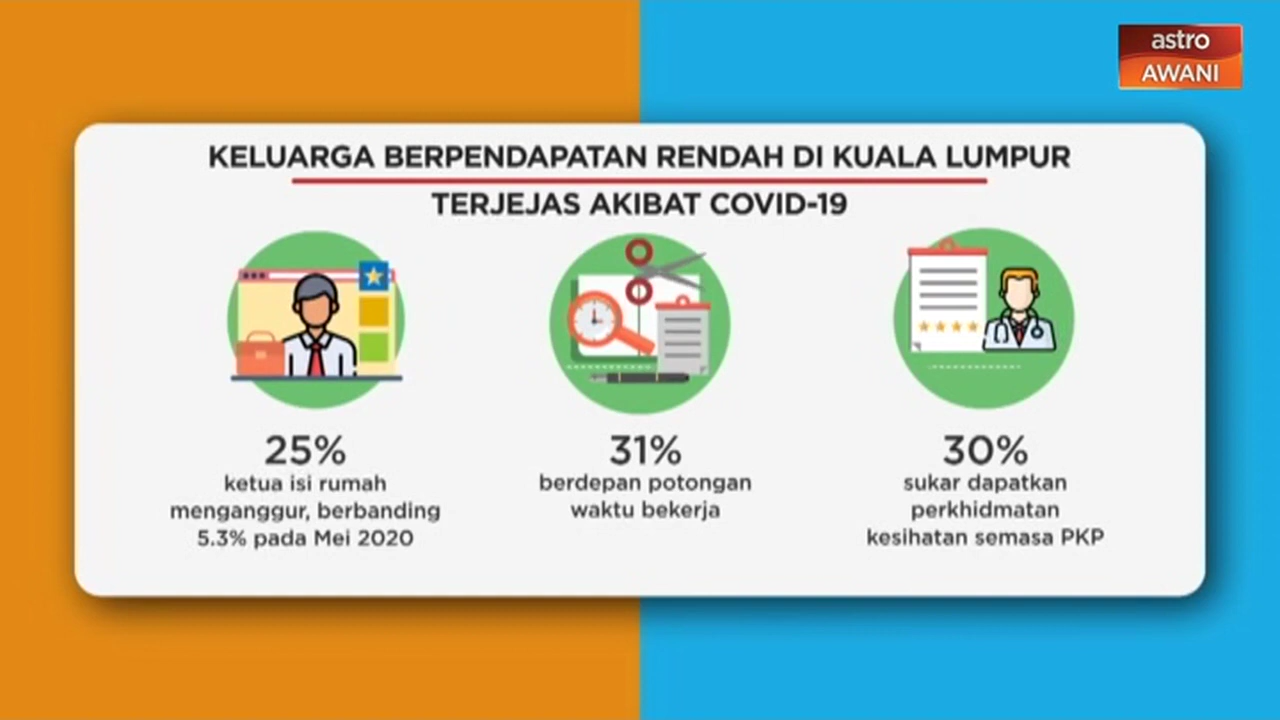 astro
AWANI
KELUARGA BERPENDAPATAN RENDAH DI KUALA LUMPUR
TERJEJAS AKIBAT COVID-19
25%
ketua isi rumah
menganggur, berbanding
5.3% pada Mei 2020
31%
berdepan potongan
waktu bekerja
30%
sukar dapatkan
perkhidmatan
kesihatan semasa PKP